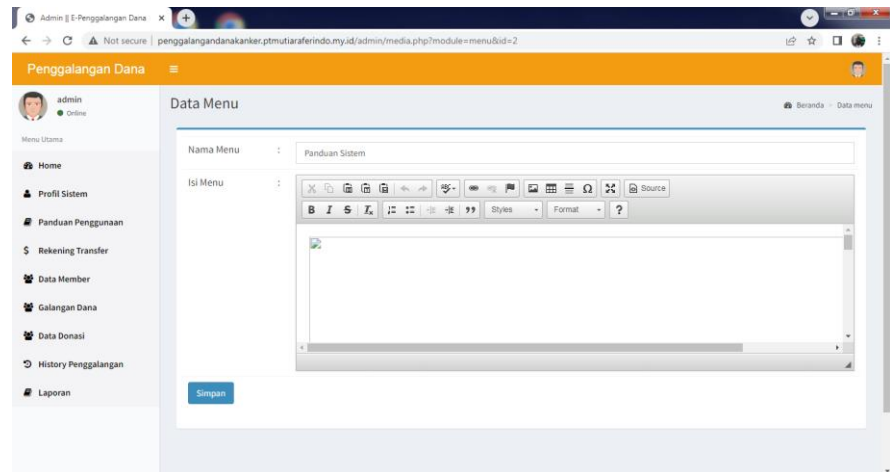 Admin || E-Penggalangan Dana
Not secure | penggalangandanakanker.ptmutiaraferindo.my.id/admin/media.php?module=menu&id=2
Penggalangan Dana
admin
Online
Data Menu
Beranda > Data menu
Menu Utama
Home
Profil Sistem
Panduan Penggunaan
Rekening Transfer
Data Member
Galangan Dana
Data Donasi
History Penggalangan
Laporan
Nama Menu :
Panduan Sistem
Isi Menu :
Source
B I S Ix Styles Format ?
Simpan